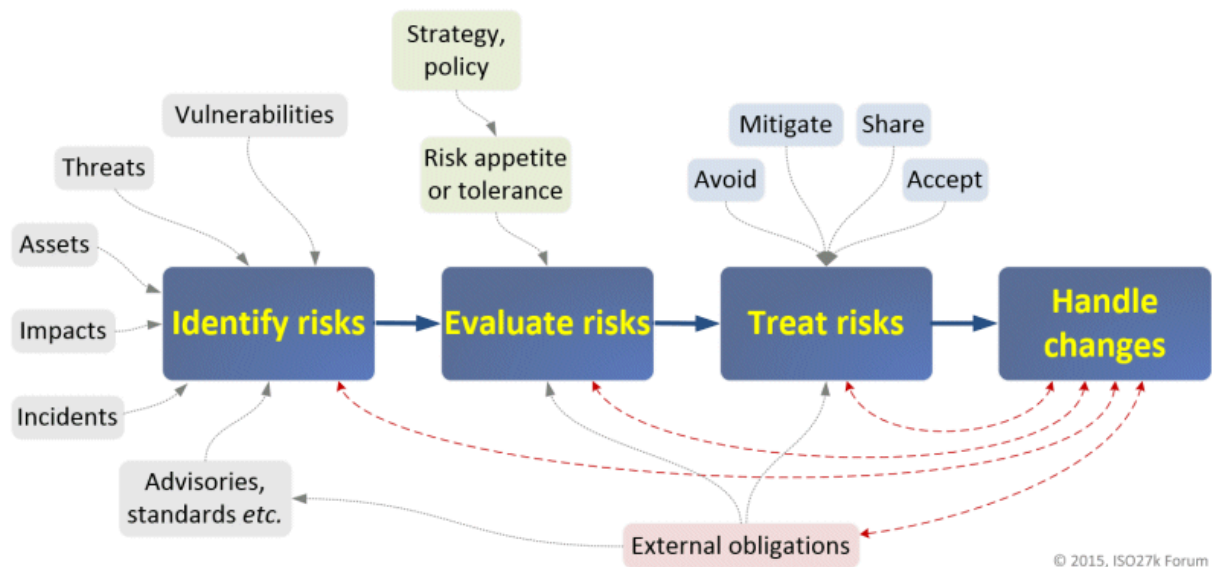 Strategy,
policy
Vulnerabilities
Mitigate
Share
Threats
Risk appetite
or tolerance
Avoid
Accept
Assets
Identify risks
Evaluate risks
Treat risks
Handle
changes
Impacts
Incidents
Advisories,
standards etc.
External obligations
© 2015, ISO27k Forum